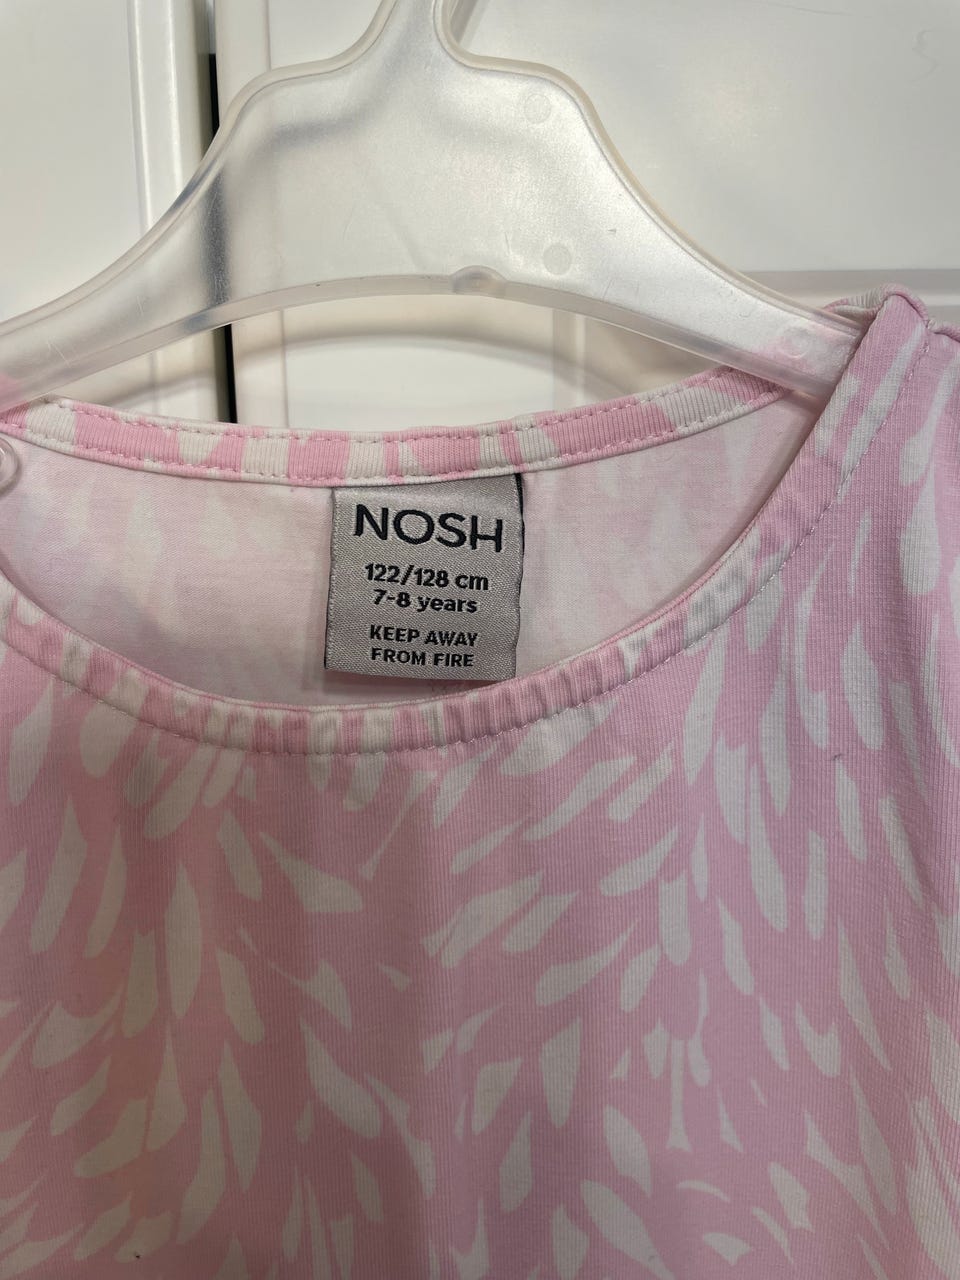 NOSH
122/128 cm
7-8 years
KEEP AWAY
FROM FIRE